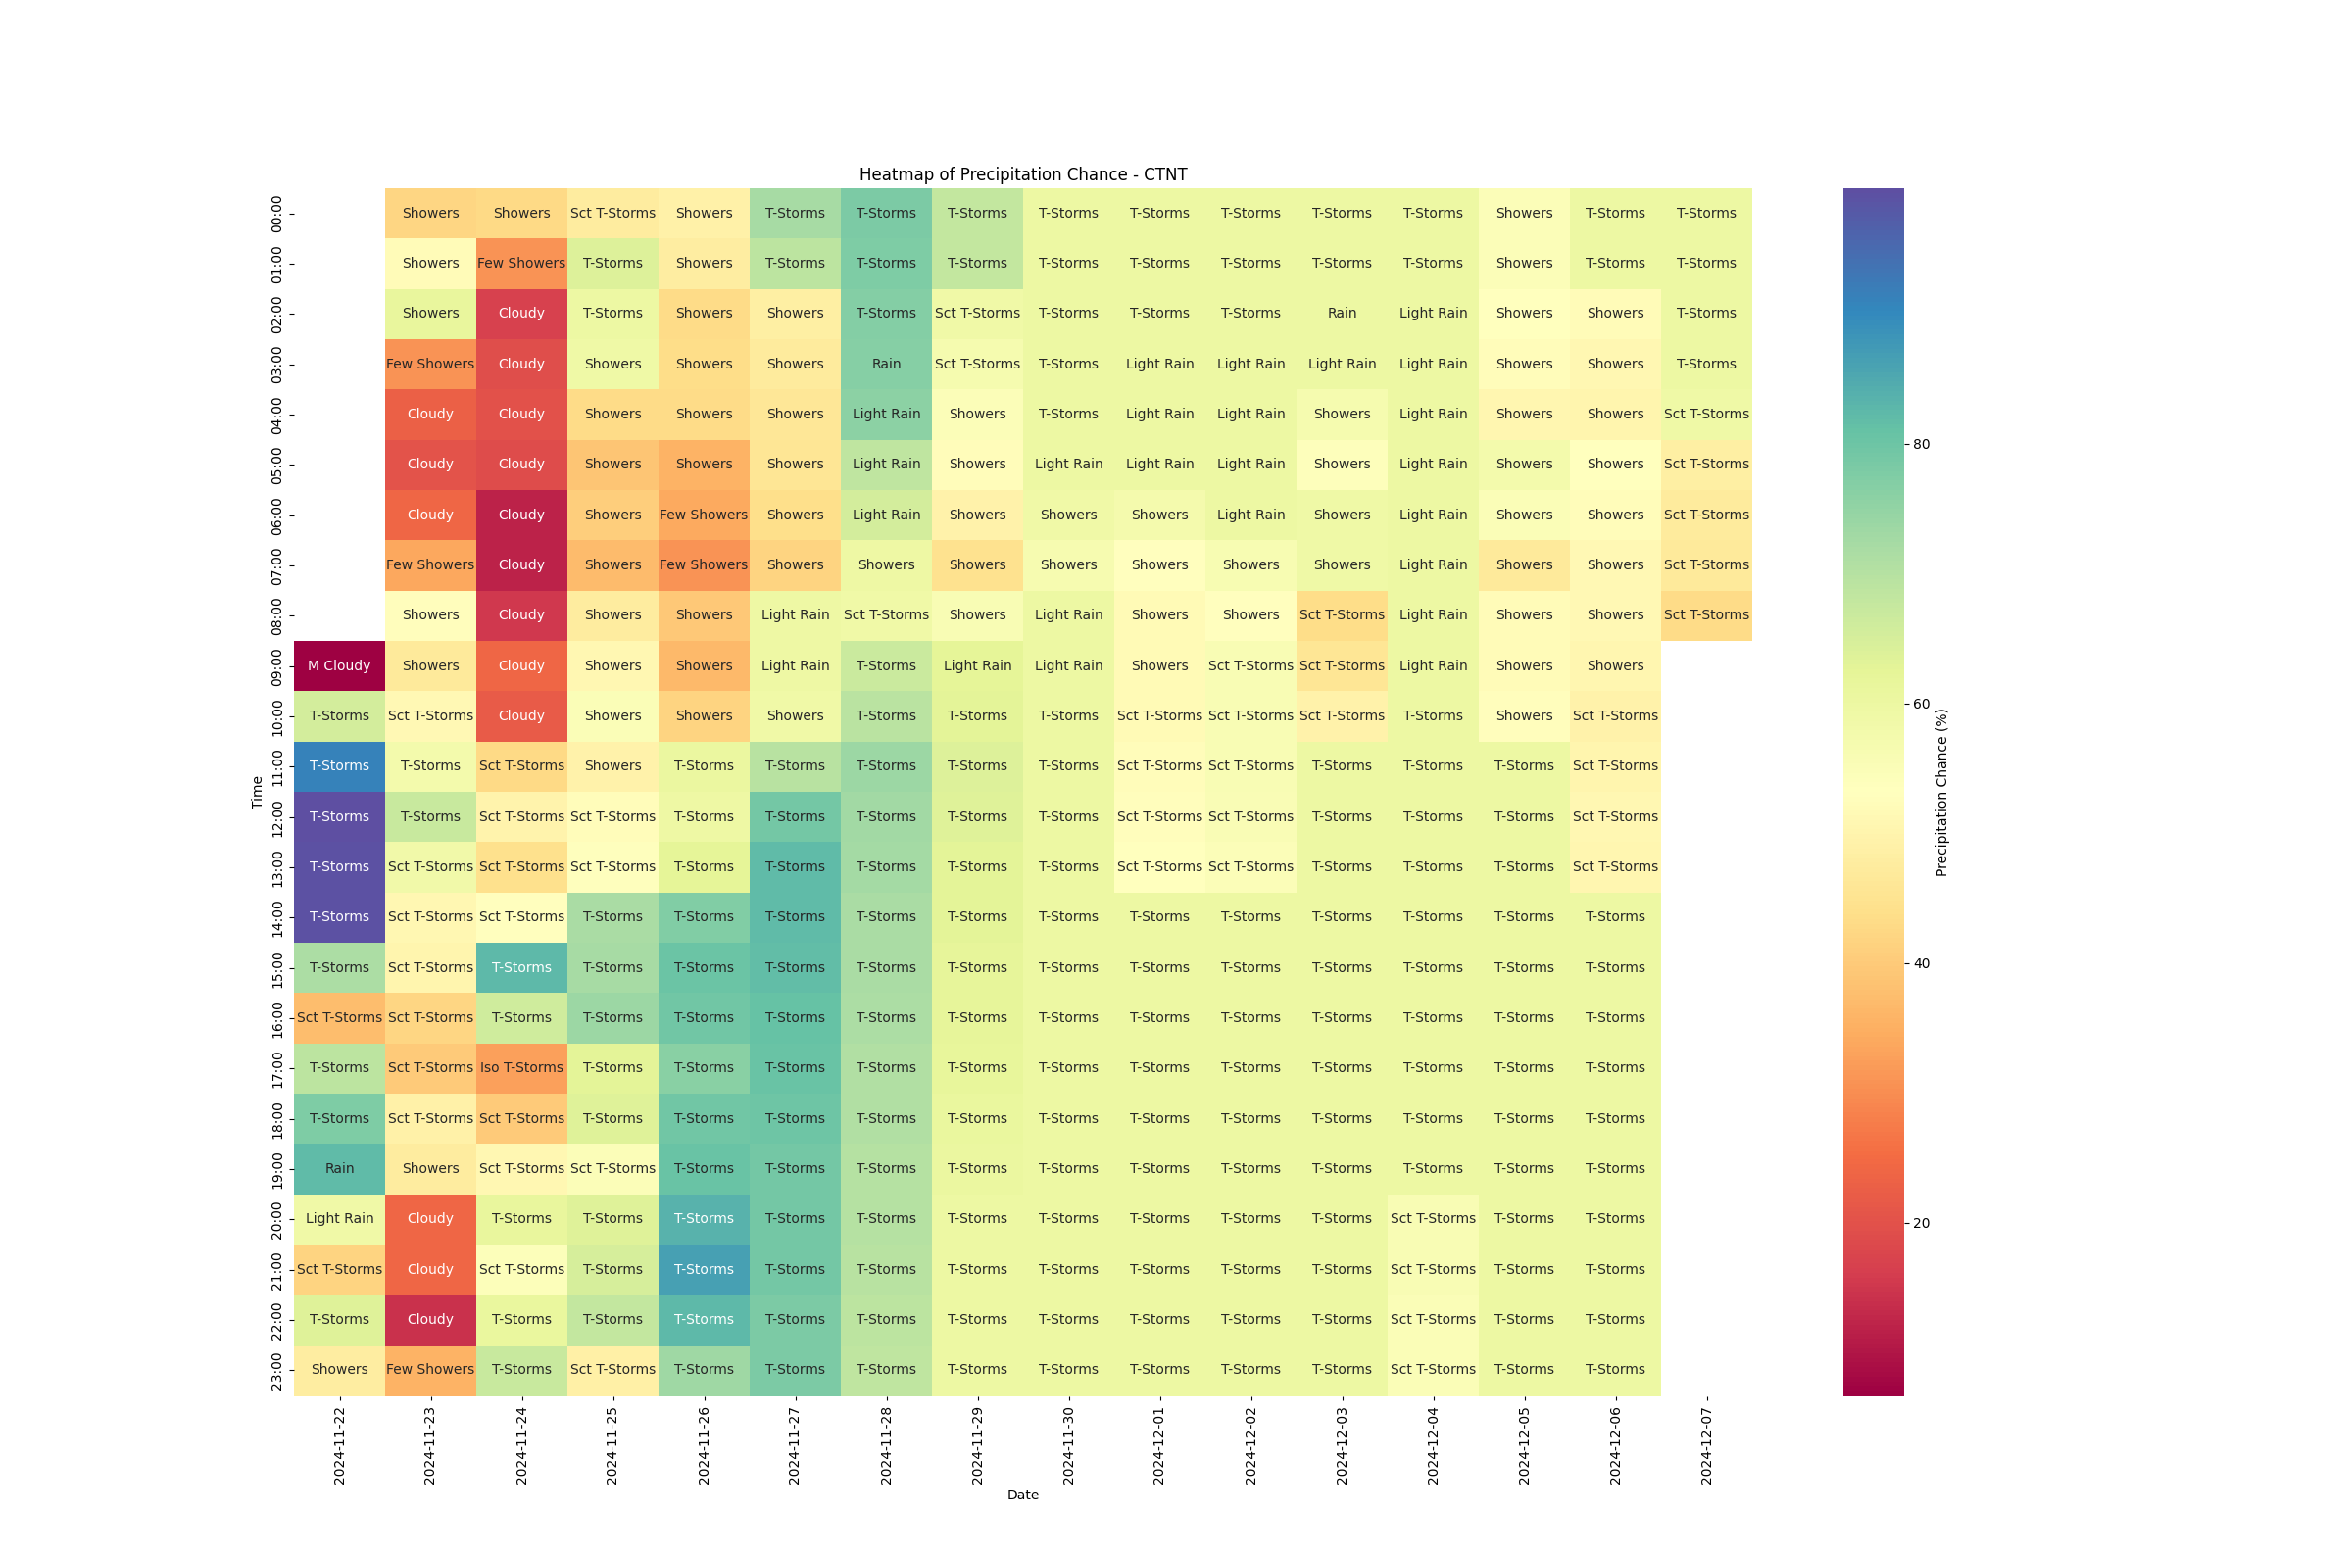 Heatmap of Precipitation Chance - CTNT
00:00 Showers Showers Sct T-Storms Showers T-Storms T-Storms T-Storms T-Storms T-Storms T-Storms T-Storms T-Storms Showers T-Storms T-Storms
01:00 Showers Few Showers T-Storms Showers T-Storms T-Storms T-Storms T-Storms T-Storms T-Storms T-Storms T-Storms Showers T-Storms T-Storms
02:00 Showers Cloudy T-Storms Showers Showers T-Storms Sct T-Storms T-Storms T-Storms T-Storms Rain Light Rain Showers Showers T-Storms
03:00 Few Showers Cloudy Showers Showers Showers Rain Sct T-Storms T-Storms Light Rain Light Rain Light Rain Light Rain Showers Showers T-Storms
04:00 Cloudy Cloudy Showers Showers Showers Light Rain Showers T-Storms Light Rain Light Rain Showers Light Rain Showers Showers Sct T-Storms
80
05:00 Cloudy Cloudy Showers Showers Showers Light Rain Showers Light Rain Light Rain Light Rain Showers Light Rain Showers Showers Sct T-Storms
06:00 Cloudy Cloudy Showers Few Showers Showers Light Rain Showers Showers Showers Light Rain Showers Light Rain Showers Showers Sct T-Storms
07:00 Few Showers Cloudy Showers Few Showers Showers Showers Showers Showers Showers Showers Showers Light Rain Showers Showers Sct T-Storms
08:00 Showers Cloudy Showers Showers Light Rain Sct T-Storms Showers Light Rain Showers Showers Sct T-Storms Light Rain Showers Showers Sct T-Storms
09:00 M Cloudy Showers Cloudy Showers Showers Light Rain T-Storms Light Rain Light Rain Showers Sct T-Storms Sct T-Storms Light Rain Showers Showers
60
10:00 T-Storms Sct T-Storms Cloudy Showers Showers Showers T-Storms T-Storms T-Storms Sct T-Storms Sct T-Storms Sct T-Storms T-Storms Showers Sct T-Storms
11:00 T-Storms T-Storms Sct T-Storms Showers T-Storms T-Storms T-Storms T-Storms T-Storms Sct T-Storms Sct T-Storms T-Storms T-Storms T-Storms Sct T-Storms
Time
Precipitation Chance (%)
12:00 T-Storms T-Storms Sct T-Storms Sct T-Storms T-Storms T-Storms T-Storms T-Storms T-Storms Sct T-Storms Sct T-Storms T-Storms T-Storms T-Storms Sct T-Storms
13:00 T-Storms Sct T-Storms Sct T-Storms Sct T-Storms T-Storms T-Storms T-Storms T-Storms T-Storms Sct T-Storms Sct T-Storms T-Storms T-Storms T-Storms Sct T-Storms
14:00 T-Storms Sct T-Storms Sct T-Storms T-Storms T-Storms T-Storms T-Storms T-Storms T-Storms T-Storms T-Storms T-Storms T-Storms T-Storms T-Storms
40
15:00 T-Storms Sct T-Storms T-Storms T-Storms T-Storms T-Storms T-Storms T-Storms T-Storms T-Storms T-Storms T-Storms T-Storms T-Storms T-Storms
16:00 Sct T-Storms Sct T-Storms T-Storms T-Storms T-Storms T-Storms T-Storms T-Storms T-Storms T-Storms T-Storms T-Storms T-Storms T-Storms T-Storms
17:00 T-Storms Sct T-Storms Iso T-Storms T-Storms T-Storms T-Storms T-Storms T-Storms T-Storms T-Storms T-Storms T-Storms T-Storms T-Storms T-Storms
18:00 T-Storms Sct T-Storms Sct T-Storms T-Storms T-Storms T-Storms T-Storms T-Storms T-Storms T-Storms T-Storms T-Storms T-Storms T-Storms T-Storms
19:00 Rain Showers Sct T-Storms Sct T-Storms T-Storms T-Storms T-Storms T-Storms T-Storms T-Storms T-Storms T-Storms T-Storms T-Storms T-Storms
20:00 Light Rain Cloudy T-Storms T-Storms T-Storms T-Storms T-Storms T-Storms T-Storms T-Storms T-Storms T-Storms Sct T-Storms T-Storms T-Storms
20
21:00 Sct T-Storms Cloudy Sct T-Storms T-Storms T-Storms T-Storms T-Storms T-Storms T-Storms T-Storms T-Storms T-Storms Sct T-Storms T-Storms T-Storms
22:00 T-Storms Cloudy T-Storms T-Storms T-Storms T-Storms T-Storms T-Storms T-Storms T-Storms T-Storms T-Storms Sct T-Storms T-Storms T-Storms
23:00 Showers Few Showers T-Storms Sct T-Storms T-Storms T-Storms T-Storms T-Storms T-Storms T-Storms T-Storms T-Storms Sct T-Storms T-Storms T-Storms
2024-11-22 2024-11-23 2024-11-24 2024-11-25 2024-11-26 2024-11-27 2024-11-28 2024-11-29 2024-11-30 2024-12-01 2024-12-02 2024-12-03 2024-12-04 2024-12-05 2024-12-06 2024-12-07
Date